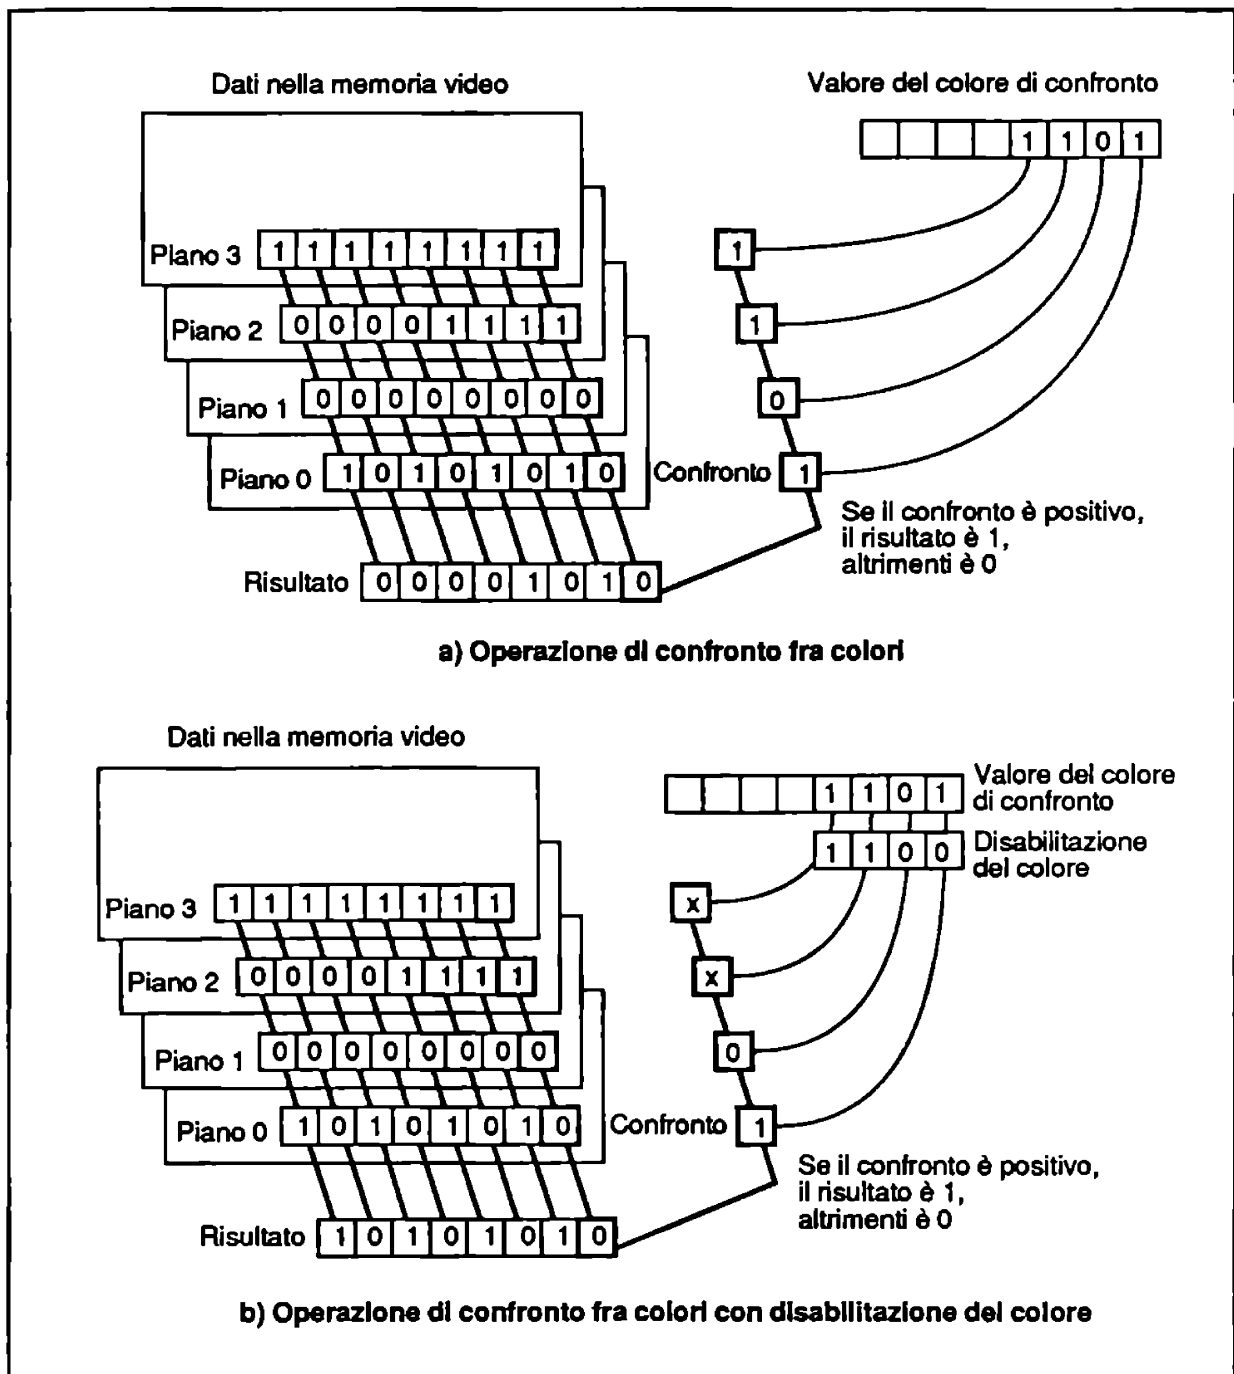 Dati nella memoria video
Valore del colore di confronto
1 1 0 1
Piano 3 1 1 1 1 1 1 1 1
1
Piano 2 0 0 0 0 1 1 1 1
1
Piano 1 0 0 0 0 0 0 0 0
0
Piano 0 1 0 1 0 1 0 1 0
Confronto 1
Se il confronto è positivo,
il risultato è 1,
altrimenti è 0
Risultato 0 0 0 0 1 0 1 0
a) Operazione di confronto fra colori
Dati nella memoria video
1 1 0 1
Valore del colore
di confronto
1 1 0 0
Disabilitazione
del colore
Piano 3 1 1 1 1 1 1 1 1
x
Piano 2 0 0 0 0 1 1 1 1
x
Piano 1 0 0 0 0 0 0 0 0
0
Piano 0 1 0 1 0 1 0 1 0
Confronto 1
Se il confronto è positivo,
il risultato è 1,
altrimenti è 0
Risultato 1 0 1 0 1 0 1 0
b) Operazione di confronto fra colori con disabilitazione del colore